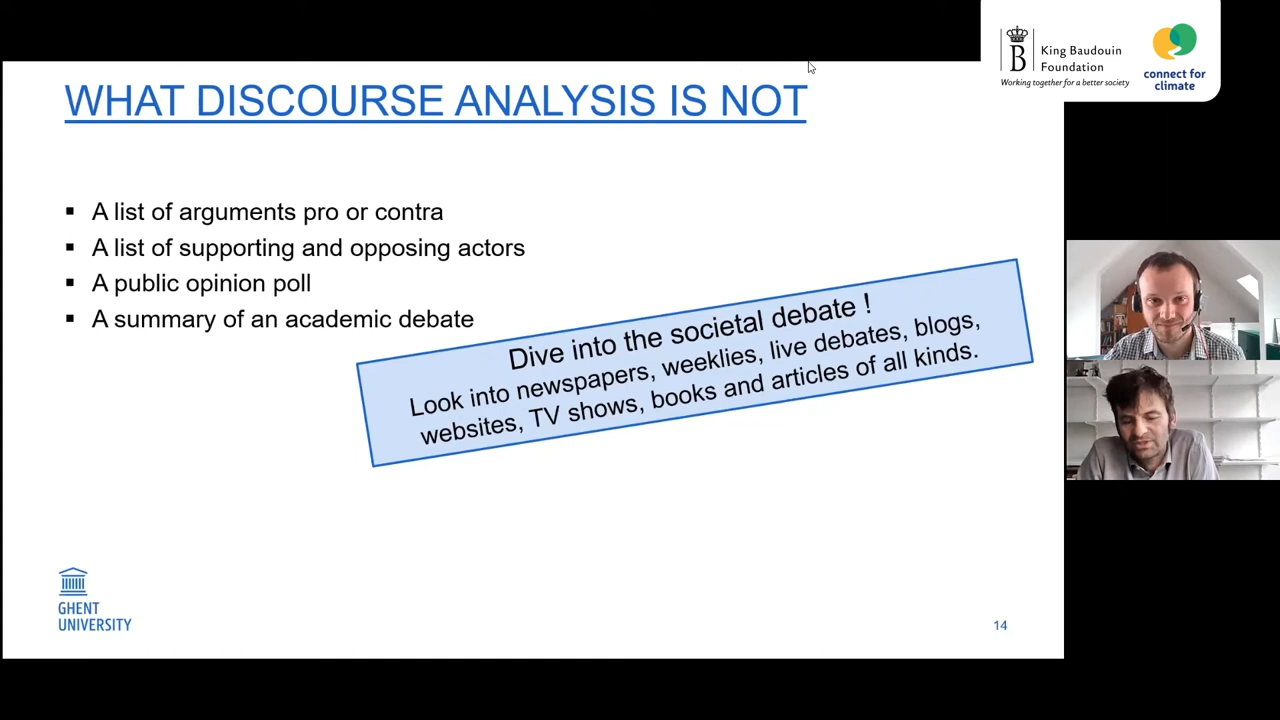 B
King Baudouin
Foundation
Working together for a better society
connect for
climate
WHAT DISCOURSE ANALYSIS IS NOT
▪ A list of arguments pro or contra
▪ A list of supporting and opposing actors
▪ A public opinion poll
▪ A summary of an academic debate
Dive into the societal debate !
Look into newspapers, weeklies, live debates, blogs,
websites, TV shows, books and articles of all kinds.
GHENT
UNIVERSITY
14